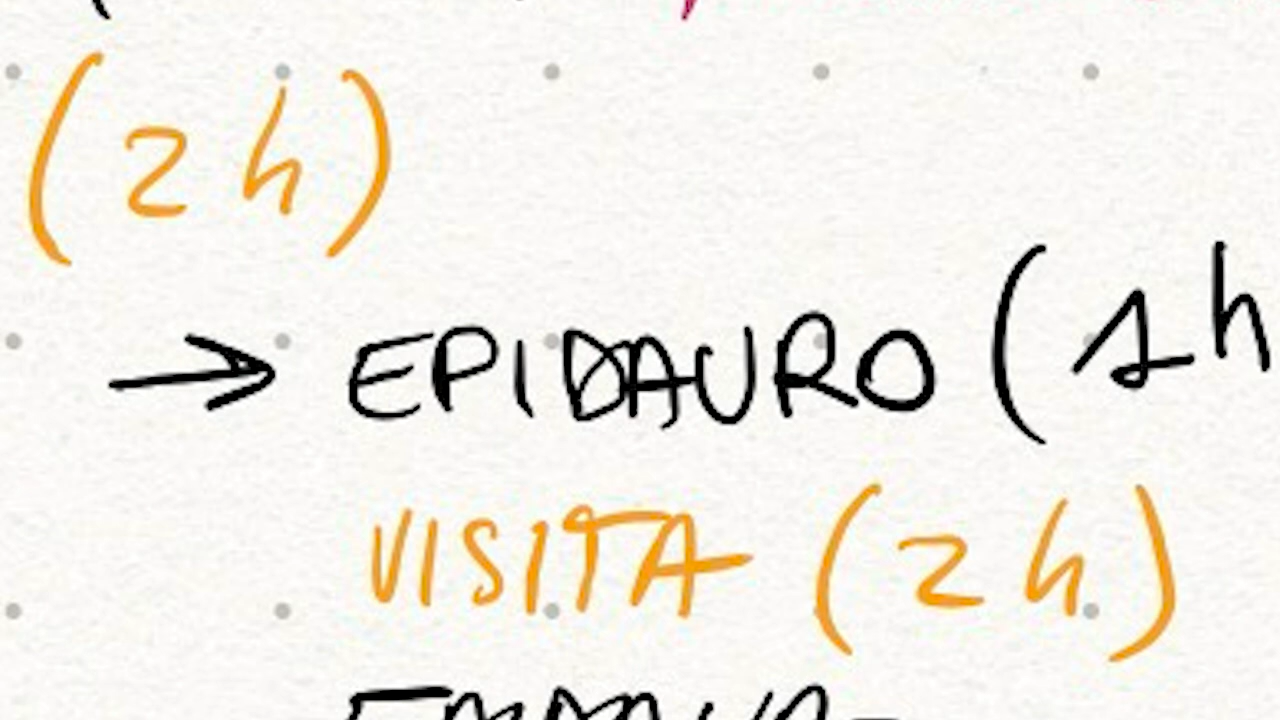 (2h)
→ EPIDAURO (1h
VISITA (2h)